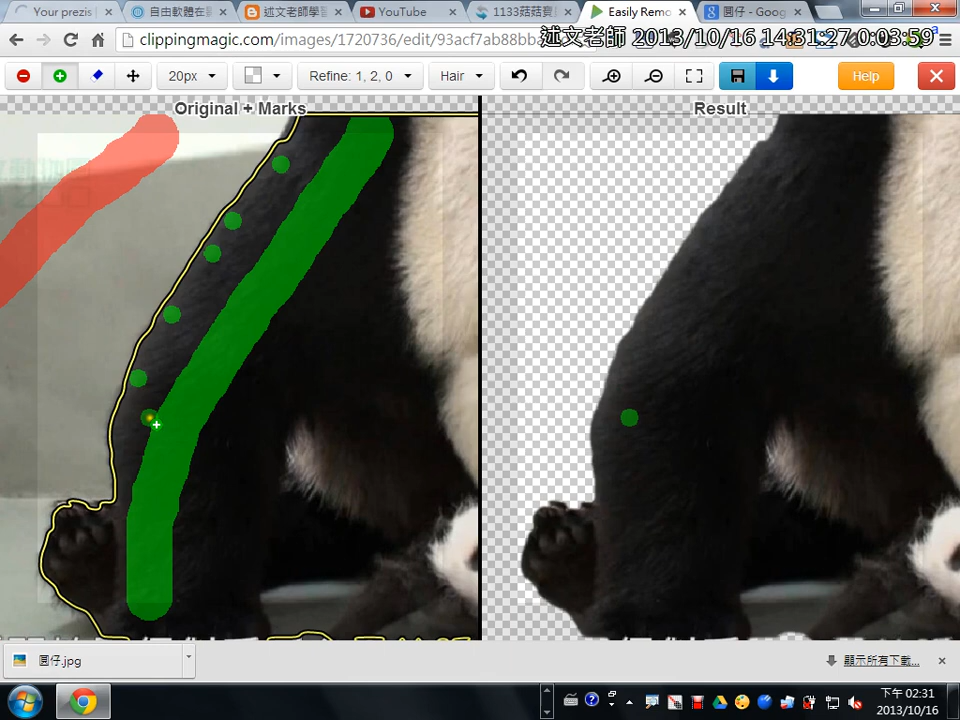 Your prezis
自由軟體在
述文老師學習
YouTube
1133菇菇寶
Easily Remo
圓仔 - Goog
clippingmagic.com/images/1720736/edit/93acf7ab88bb
述文老師 2013/10/16 14:31:27 0:03:59
20px
Refine: 1, 2, 0
Hair
Help
Original + Marks
Result
圓仔.jpg
顯示所有下載...
下午 02:31
2013/10/16